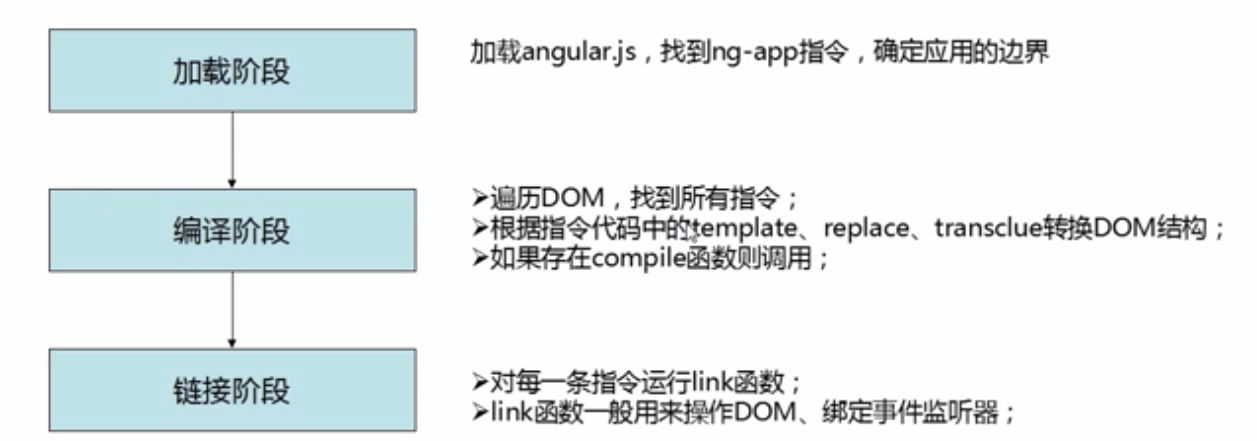 加载阶段
加载angular.js，找到ng-app指令，确定应用的边界
编译阶段
➢遍历DOM，找到所有指令；
➢根据指令代码中的template、replace、transclue转换DOM结构；
➢如果存在compile函数则调用；
链接阶段
➢对每一条指令运行link函数；
➢link函数一般用来操作DOM、绑定事件监听器；